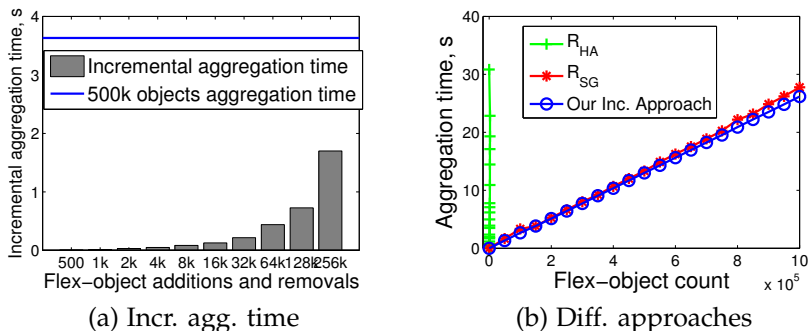 Incremental aggregation time, s
4
3
2
1
0
Incremental aggregation time
500k objects aggregation time
500 1k 2k 4k 8k 16k 32k 64k 128k 256k
Flex-object additions and removals
(a) Incr. agg. time
Aggregation time, s
40
30
20
10
0
R_HA
R_SG
Our Inc. Approach
0 2 4 6 8 10
Flex-object count x 10^5
(b) Diff. approaches